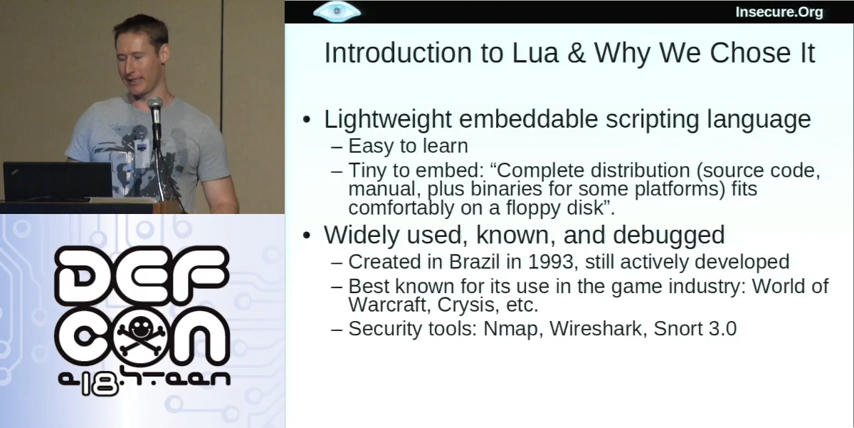 Insecure.Org
Introduction to Lua & Why We Chose It
• Lightweight embeddable scripting language
– Easy to learn
– Tiny to embed: “Complete distribution (source code,
manual, plus binaries for some platforms) fits
comfortably on a floppy disk”.
• Widely used, known, and debugged
– Created in Brazil in 1993, still actively developed
– Best known for its use in the game industry: World of
Warcraft, Crysis, etc.
– Security tools: Nmap, Wireshark, Snort 3.0
DEF
CON
e18hteen